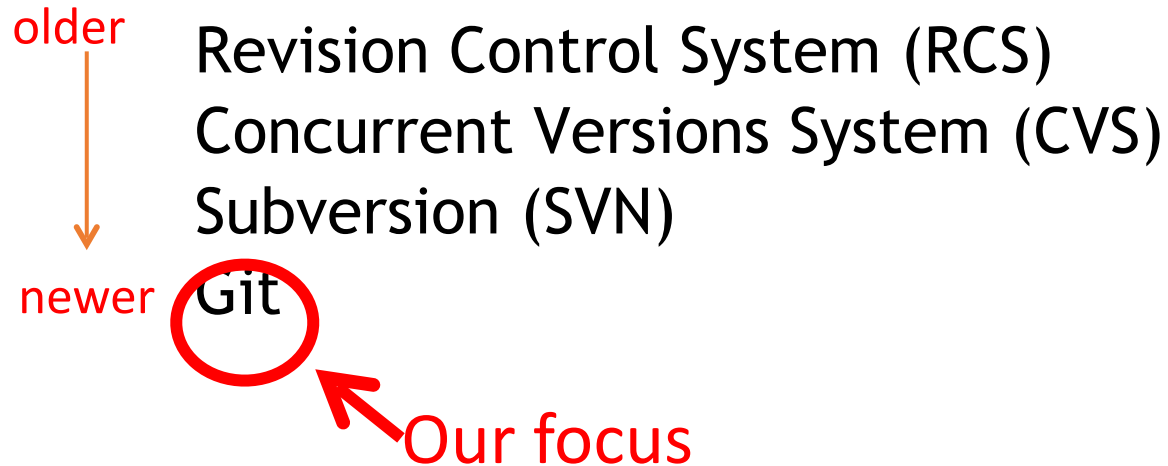 older
Revision Control System (RCS)
Concurrent Versions System (CVS)
Subversion (SVN)
newer
Git
Our focus